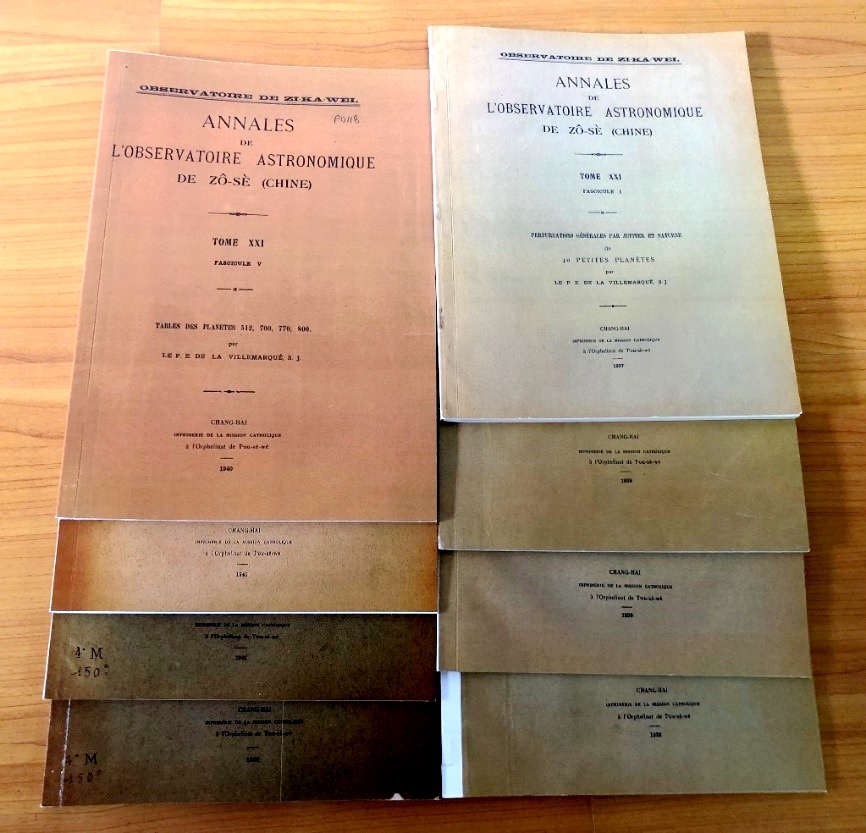 OBSERVATOIRE DE ZI-KA-WEI.
ANNALES
DE
L'OBSERVATOIRE ASTRONOMIQUE
DE ZÔ-SÈ (CHINE)
TOME XXI
FASCICULE V
TABLES DES PLANETES 512, 700, 770, 800.
par
LE P. E. DE LA VILLEMARQUÉ, S. J.
CHANG-HAI
IMPRIMERIE DE LA MISSION CATHOLIQUE
à l'Orphelinat de T'ou-sè-wè
1940
CHANG-HAI
IMPRIMERIE DE LA MISSION CATHOLIQUE
à l'Orphelinat de T'ou-sè-wè
IMPRIMERIE DE LA MISSION CATHOLIQUE
à l'Orphelinat de T'ou-sè-wè
4° M
150°
CHANG-HAI
IMPRIMERIE DE LA MISSION CATHOLIQUE
à l'Orphelinat de T'ou-sè-wè
4° M
150°
OBSERVATOIRE DE ZI-KA-WEI.
ANNALES
DE
L'OBSERVATOIRE ASTRONOMIQUE
DE ZÔ-SÈ (CHINE)
TOME XXI
FASCICULE I
PERTURBATIONS GÉNÉRALES PAR JUPITER ET SATURNE
de
40 PETITES PLANÈTES
par
LE P. E. DE LA VILLEMARQUÉ, S. J.
CHANG-HAI
IMPRIMERIE DE LA MISSION CATHOLIQUE
à l'Orphelinat de T'ou-sè-wè
1937
CHANG-HAI
IMPRIMERIE DE LA MISSION CATHOLIQUE
à l'Orphelinat de T'ou-sè-wè
CHANG-HAI
IMPRIMERIE DE LA MISSION CATHOLIQUE
à l'Orphelinat de T'ou-sè-wè
CHANG-HAI
IMPRIMERIE DE LA MISSION CATHOLIQUE
à l'Orphelinat de T'ou-sè-wè